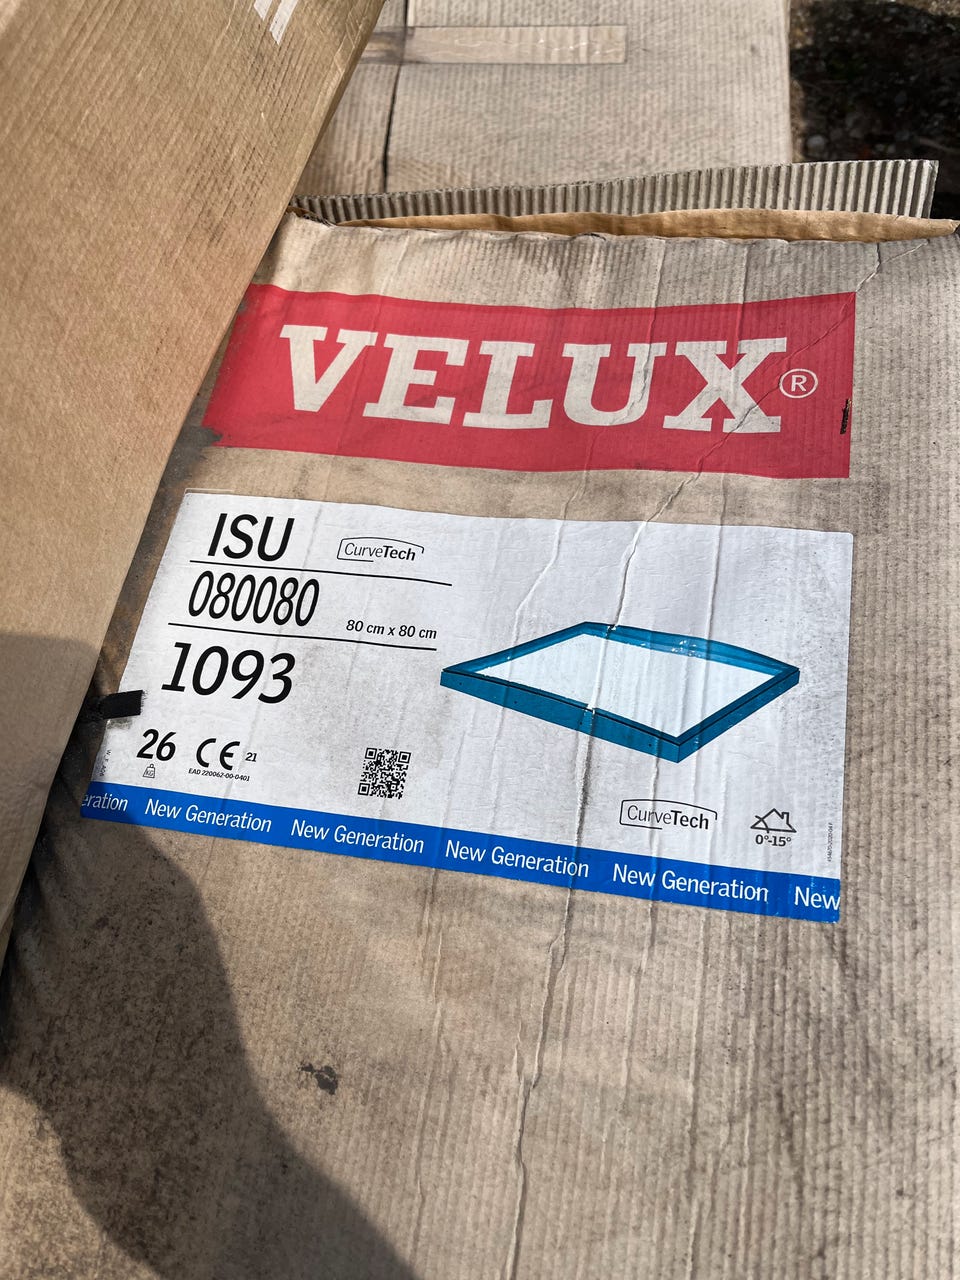 VELUX®
ISU CurveTech
080080 80 cm x 80 cm
1093
26 CE 21
KG
EAD 220062-00-0401
CurveTech
0°-15°
eration New Generation New Generation New Generation New Generation New